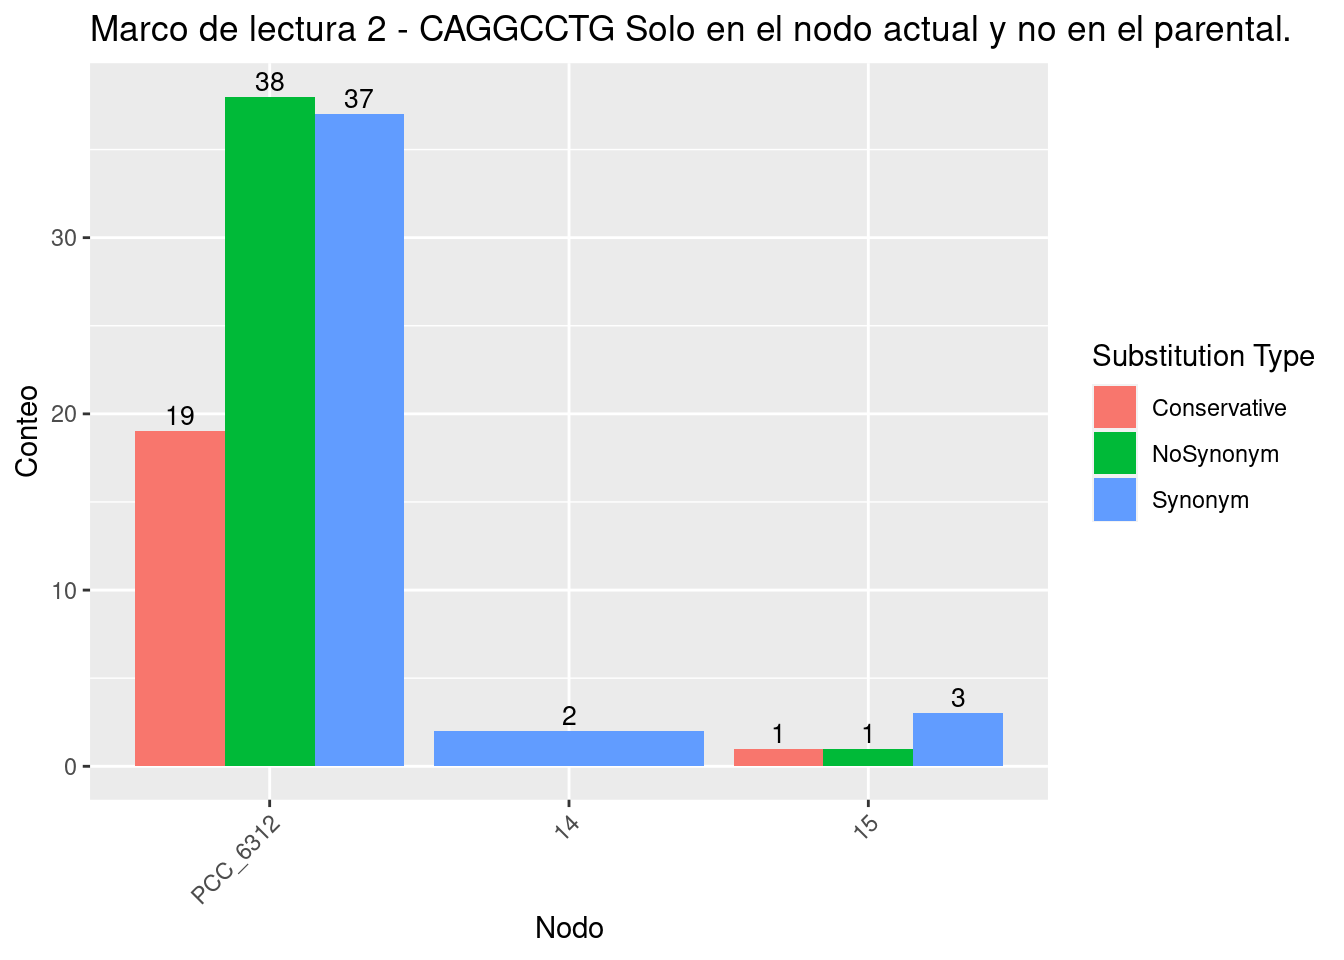 Marco de lectura 2 - CAGGCCTG Solo en el nodo actual y no en el parental.
38
37
19
2
1
1
3
30
20
10
0
Conteo
PCC_6312
14
15
Nodo
Substitution Type
Conservative
NoSynonym
Synonym